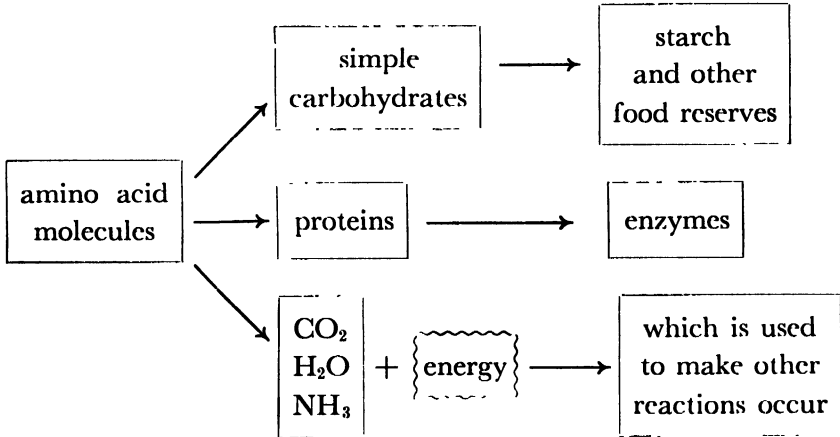 simple
carbohydrates
starch
and other
food reserves
amino acid
molecules
proteins
enzymes
CO₂
H₂O
NH₃
+
energy
which is used
to make other
reactions occur